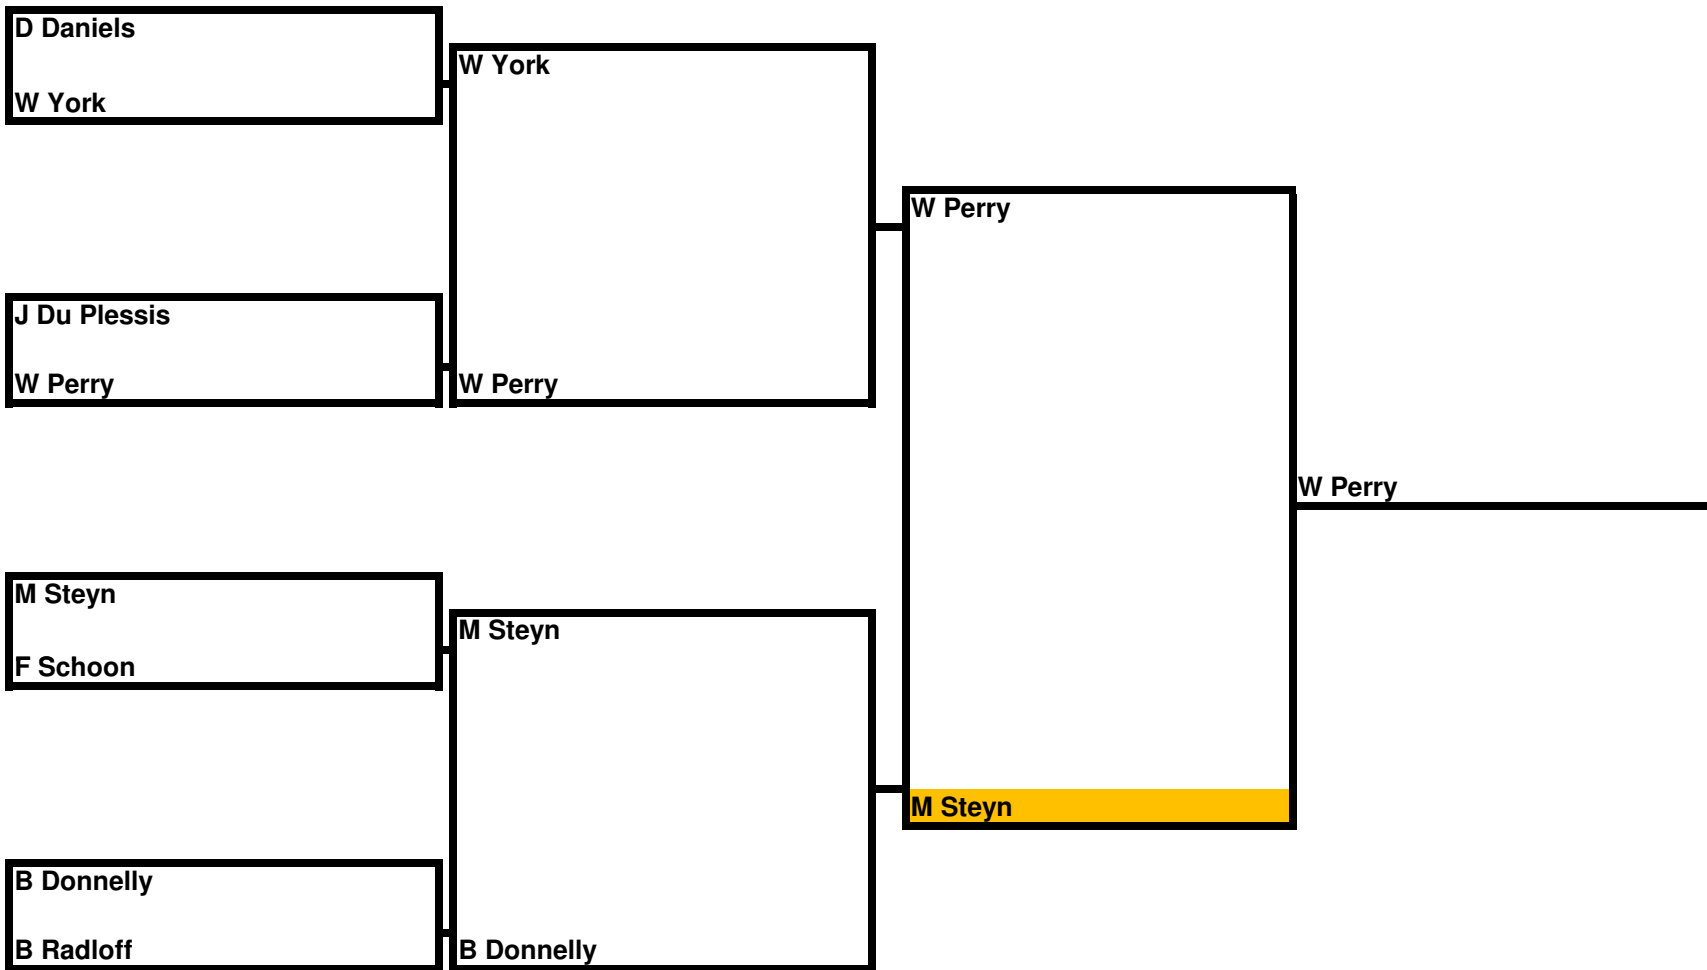 D Daniels
W York
J Du Plessis
W Perry
M Steyn
F Schoon
B Donnelly
B Radloff
W York
W Perry
M Steyn
B Donnelly
W Perry
M Steyn
W Perry